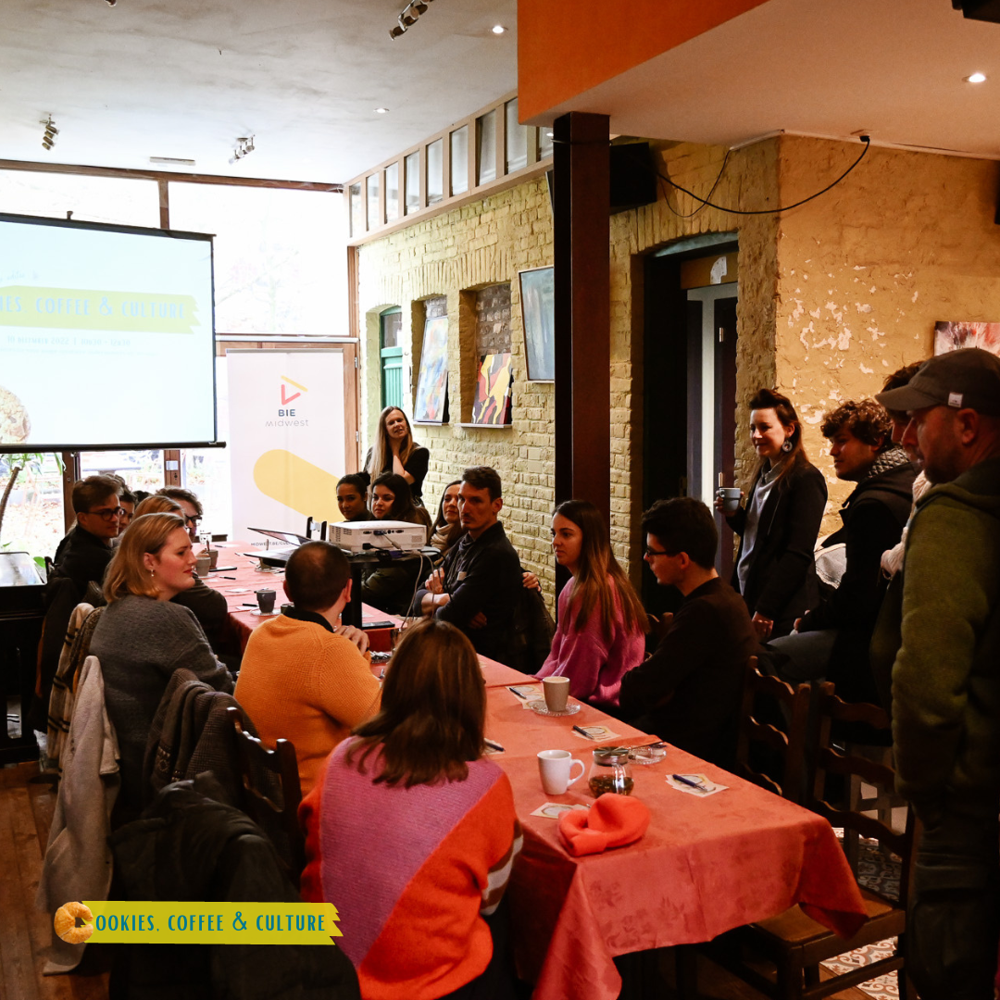 IES, COFFEE & CULTURE
BIE
MIDWEST
OOKIES, COFFEE & CULTURE